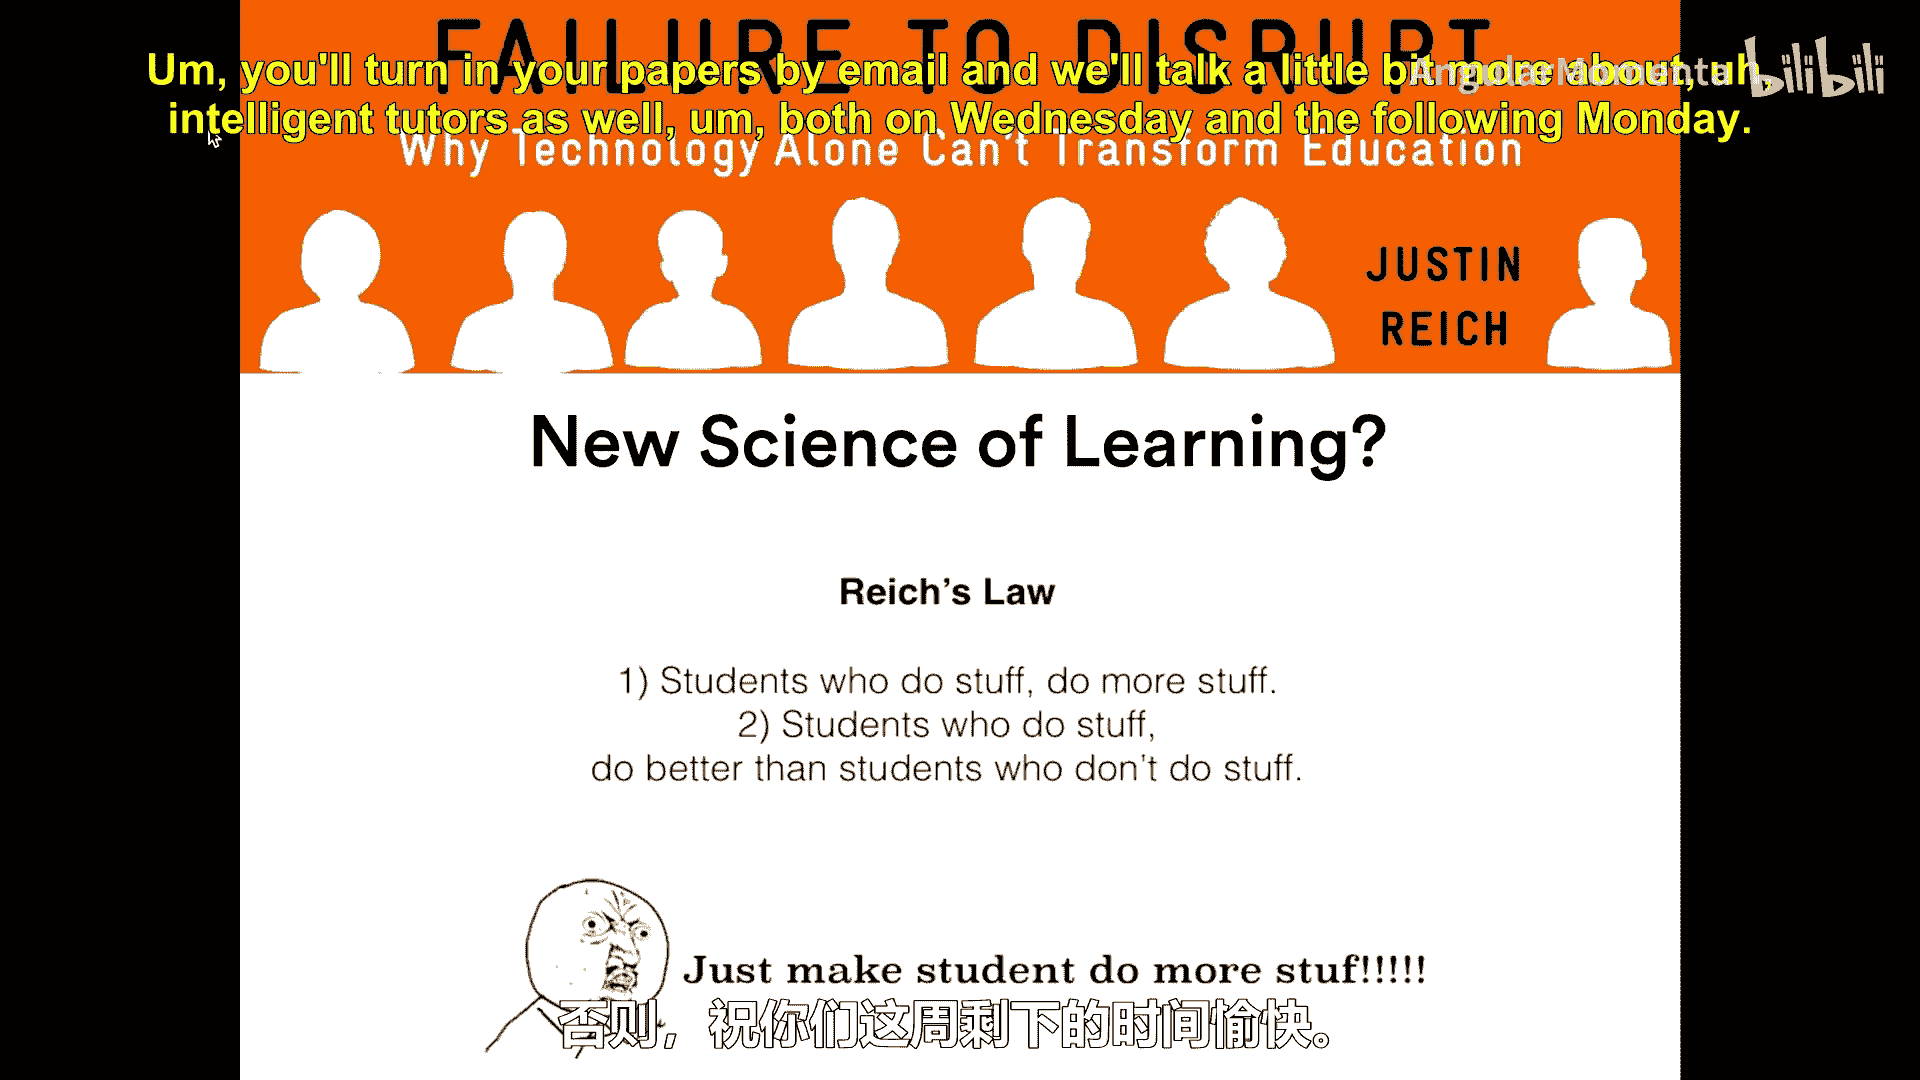 FAILURE TO DISRUPT
Um, you'll turn in your papers by email and we'll talk a little bit more about, uh,
AngularMomenta bilibili
intelligent tutors as well, um, both on Wednesday and the following Monday.
Why Technology Alone Can't Transform Education
JUSTIN
REICH
New Science of Learning?
Reich's Law
1) Students who do stuff, do more stuff.
2) Students who do stuff,
do better than students who don't do stuff.
Just make student do more stuf!!!!!
否则，祝你们这周剩下的时间愉快。